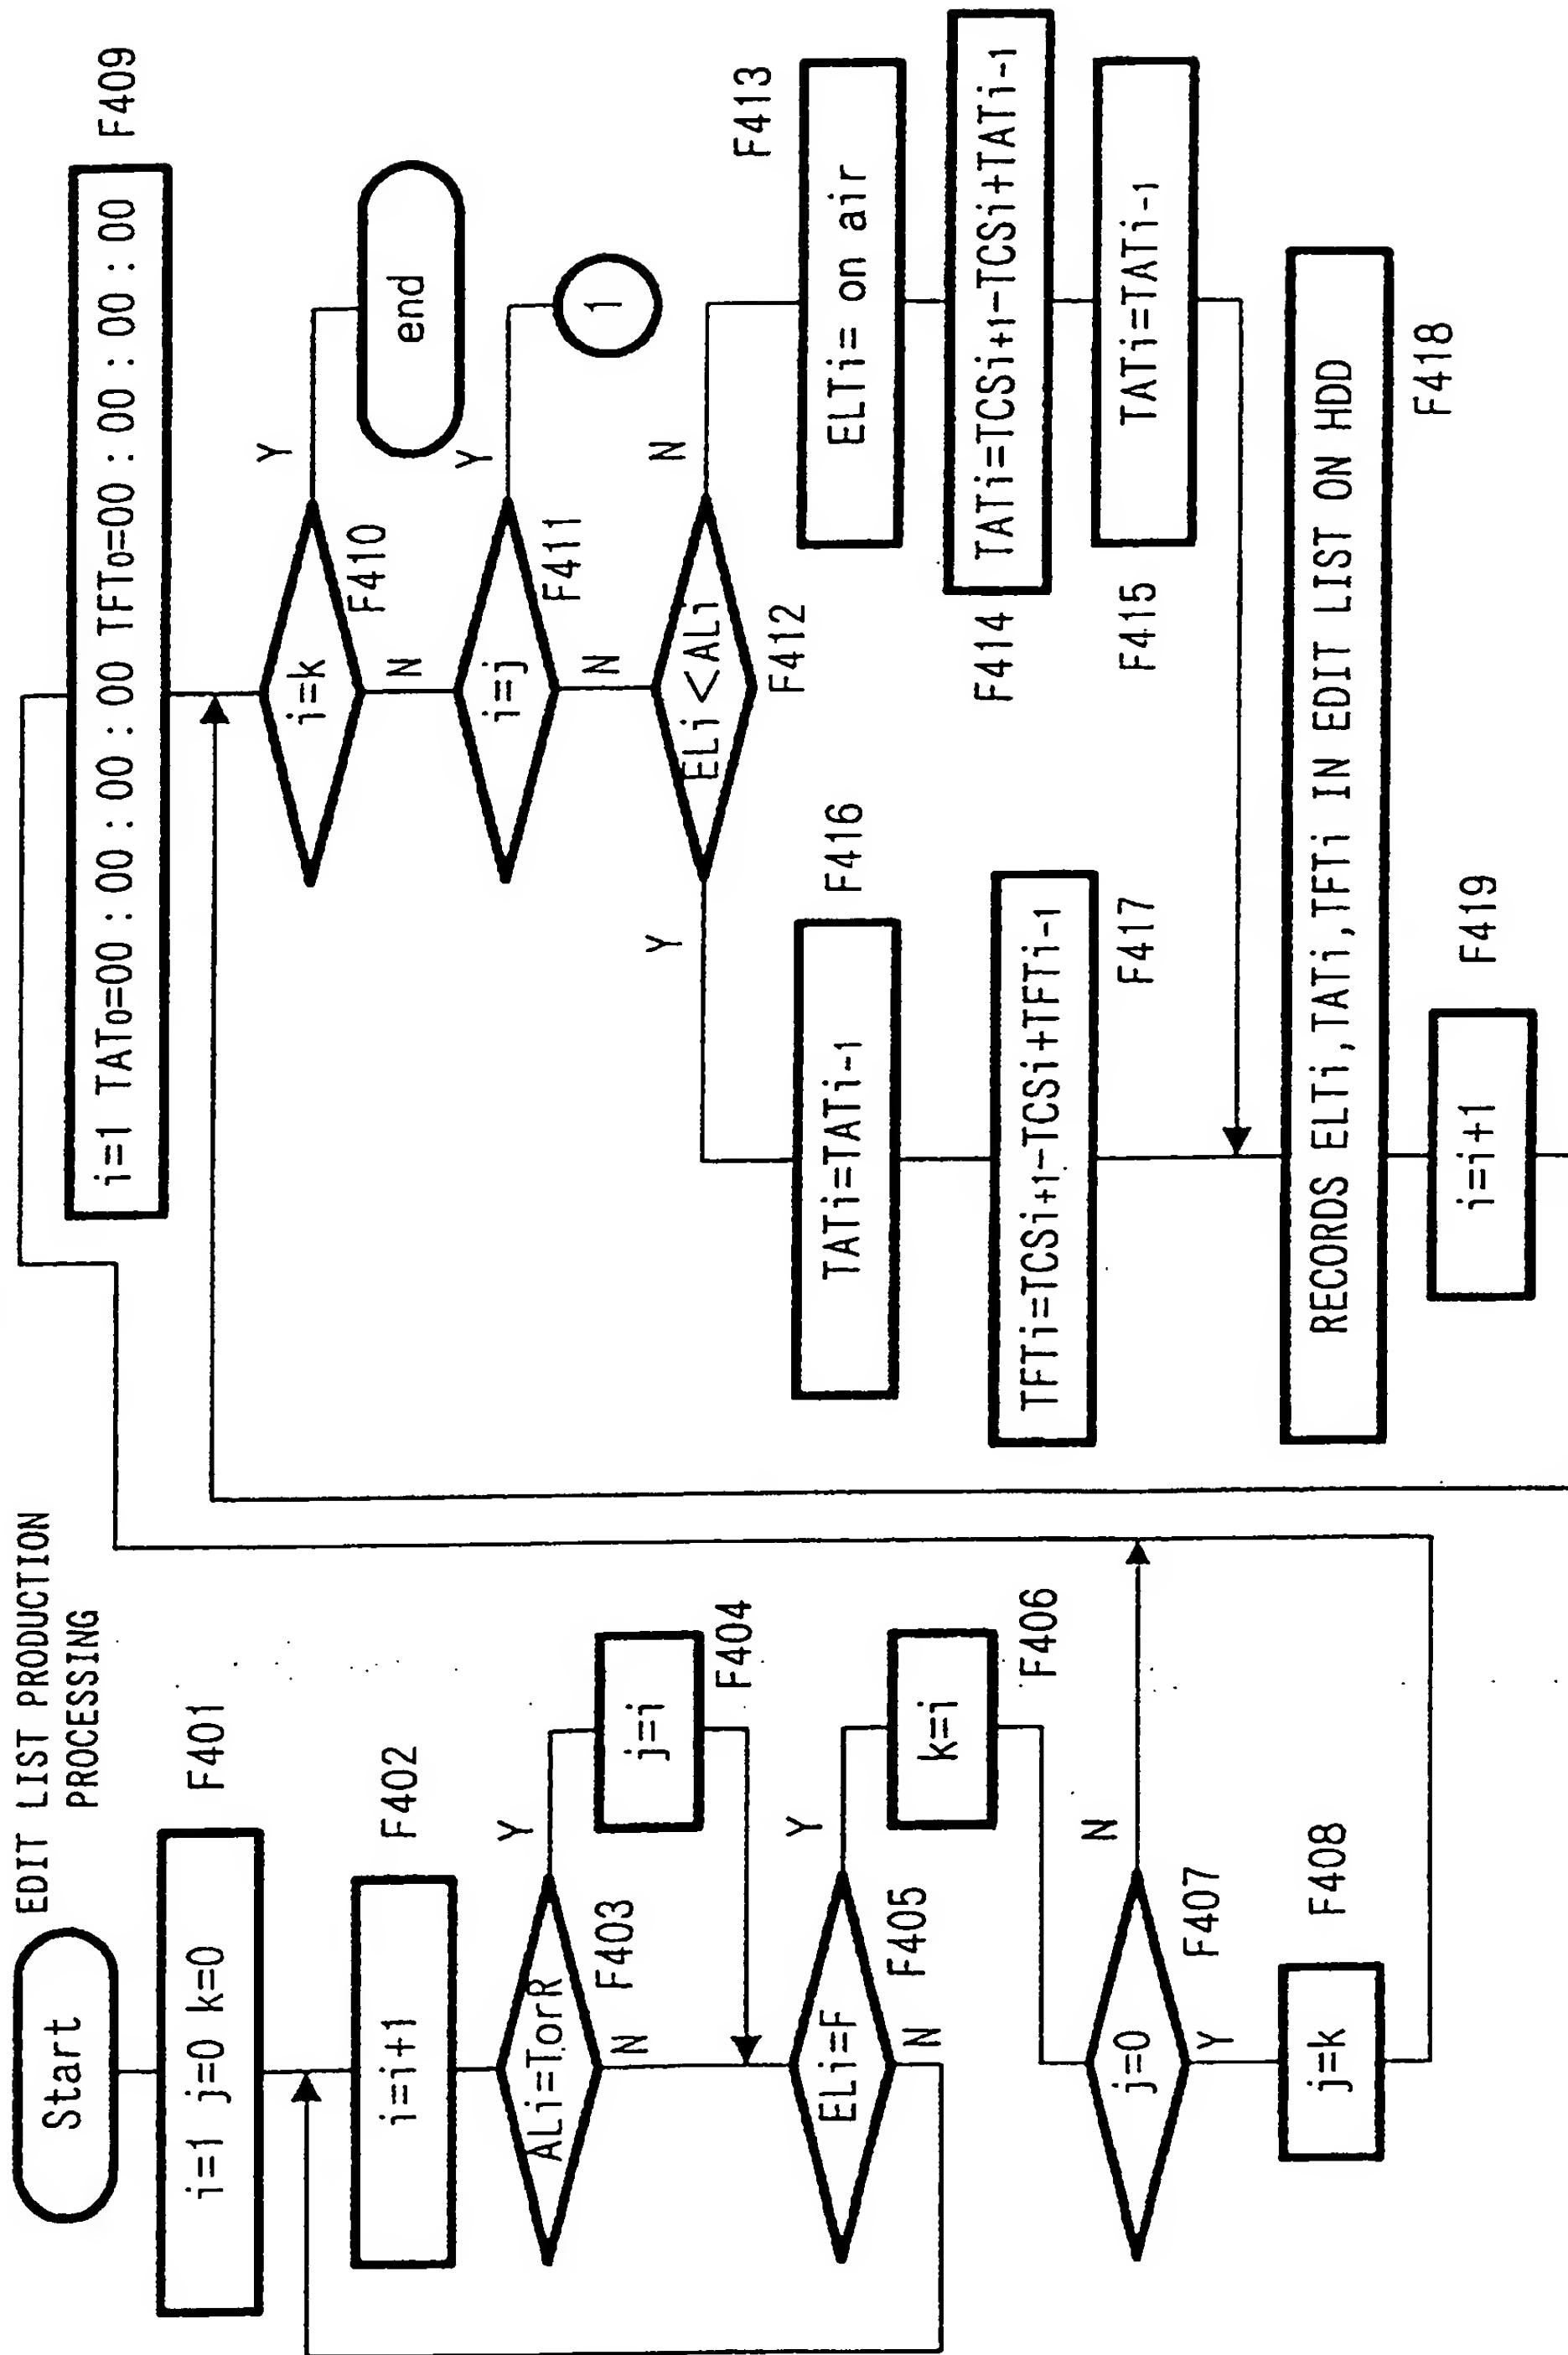 EDIT LIST PRODUCTION
PROCESSING
Start
i=1 j=0 k=0
F401
i=i+1
F402
ALi=TorR
Y
N
F403
j=i
F404
ELi=F
Y
N
F405
k=i
F406
j=0
N
Y
F407
j=k
F408
i=1 TAT0=00:00:00:00 TFT0=00:00:00:00
F409
i=k
Y
N
F410
end
i=j
Y
N
F411
1
ELi<ALi
Y
N
F412
ELTi= on air
F413
TATi=TCSi+1-TCSi+TATi-1
F414
TATi=TATi-1
F415
TATi=TATi-1
F416
TFTi=TCSi+1-TCSi+TFTi-1
F417
RECORDS ELTi,TATi,TFTi IN EDIT LIST ON HDD
F418
i=i+1
F419